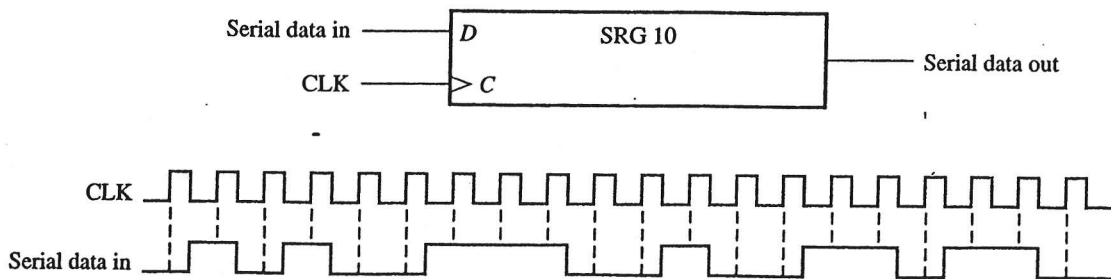 Serial data in
D
SRG 10
Serial data out
CLK
C
CLK
Serial data in